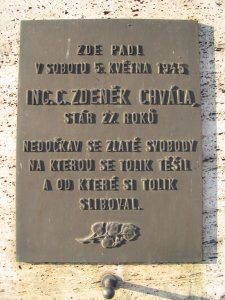 ZDE PADL
V SOBOTU 5. KVĚTNA 1945
ING. C. ZDENĚK CHVÁLA
STÁR 22 ROKŮ
NEDOČKAV SE ZLATÉ SVOBODY
NA KTEROU SE TOLIK TĚŠIL
A OD KTERÉ SI TOLIK
SLIBOVAL.